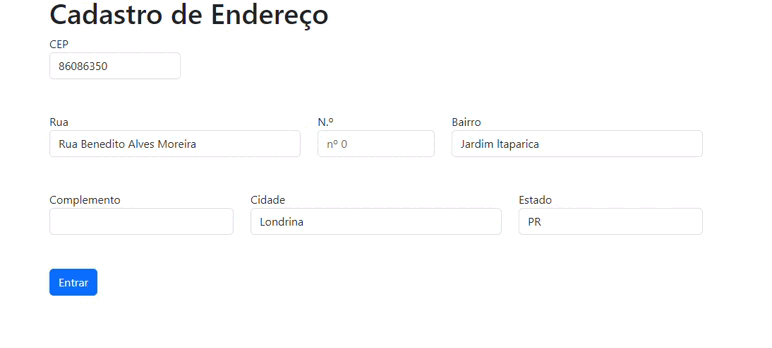 Cadastro de Endereço
CEP
86086350
Rua N.º Bairro
Rua Benedito Alves Moreira nº 0 Jardim Itaparica
Complemento Cidade Estado
Londrina PR
Entrar